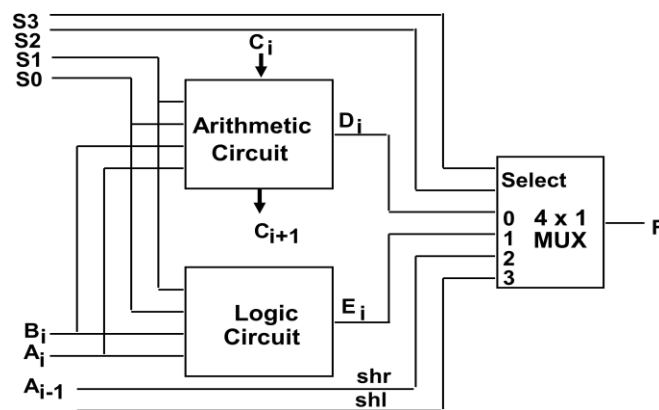 S3
S2
S1
S0
Ci
Arithmetic
Circuit
Di
Ci+1
Select
0
1
2
3
4 x 1
MUX
F
Logic
Circuit
Ei
Bi
Ai
Ai-1
shr
shl